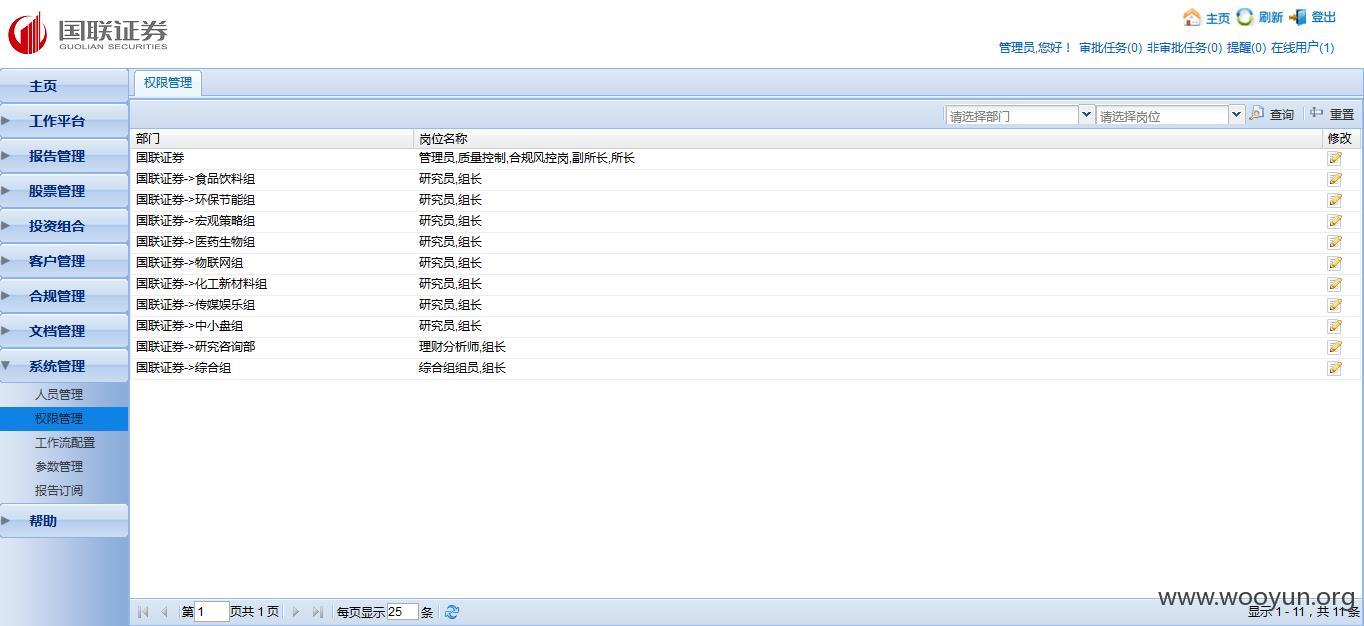 国联证券
GUOLIAN SECURITIES
主页 刷新 登出
管理员,您好！ 审批任务(0) 非审批任务(0) 提醒(0) 在线用户(1)
主页
工作平台
报告管理
股票管理
投资组合
客户管理
合规管理
文档管理
系统管理
人员管理
权限管理
工作流配置
参数管理
报告订阅
帮助
权限管理
请选择部门 请选择岗位 查询 重置
部门 岗位名称 修改
国联证券 管理员,质量控制,合规风控岗,副所长,所长
国联证券->食品饮料组 研究员,组长
国联证券->环保节能组 研究员,组长
国联证券->宏观策略组 研究员,组长
国联证券->医药生物组 研究员,组长
国联证券->物联网组 研究员,组长
国联证券->化工新材料组 研究员,组长
国联证券->传媒娱乐组 研究员,组长
国联证券->中小盘组 研究员,组长
国联证券->研究咨询部 理财分析师,组长
国联证券->综合组 综合组组员,组长
www.wooyun.org
第 1 页共 1 页 每页显示 25 条 显示 1 - 11，共 11 条